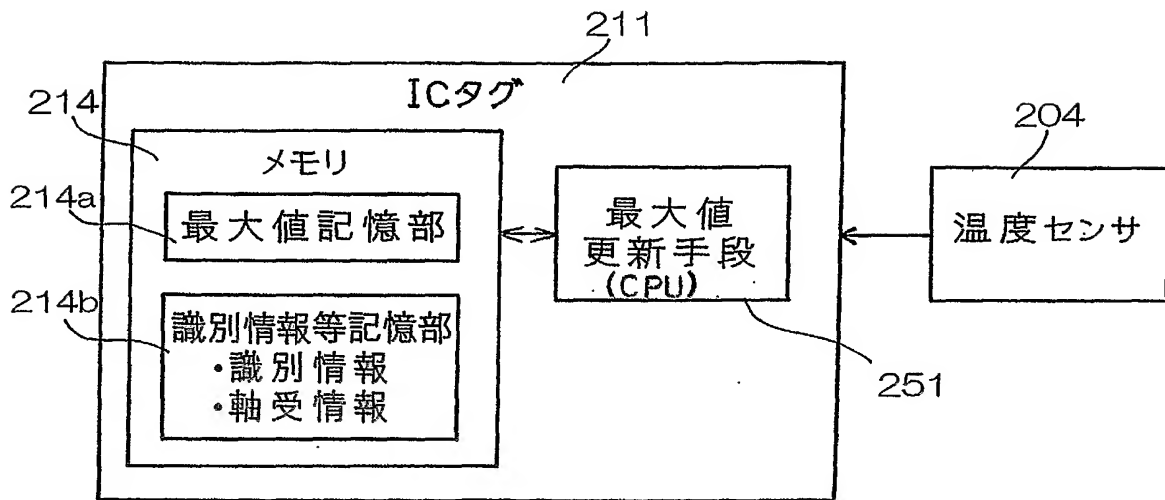 211
ICタグ
214
メモリ
204
214a
最大値記憶部
最大値
更新手段
(CPU)
温度センサ
214b
識別情報等記憶部
・識別情報
・軸受情報
251